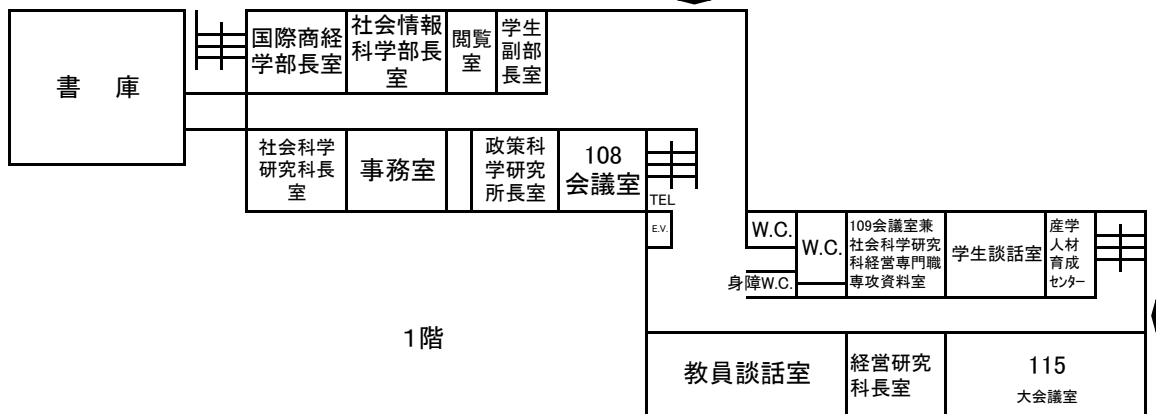 書 庫
国際商経
学部長室
社会情報
科学部長
室
閲覧
室
学生
副部
長室
社会科学
研究科長
室
事務室
政策科
学研究
所長室
108
会議室
TEL
E.V.
W.C.
身障W.C.
W.C.
109会議室兼
社会科学研究
科経営専門職
専攻資料室
学生談話室
産学
人材
育成
センター
1階
教員談話室
経営研究
科長室
115
大会議室